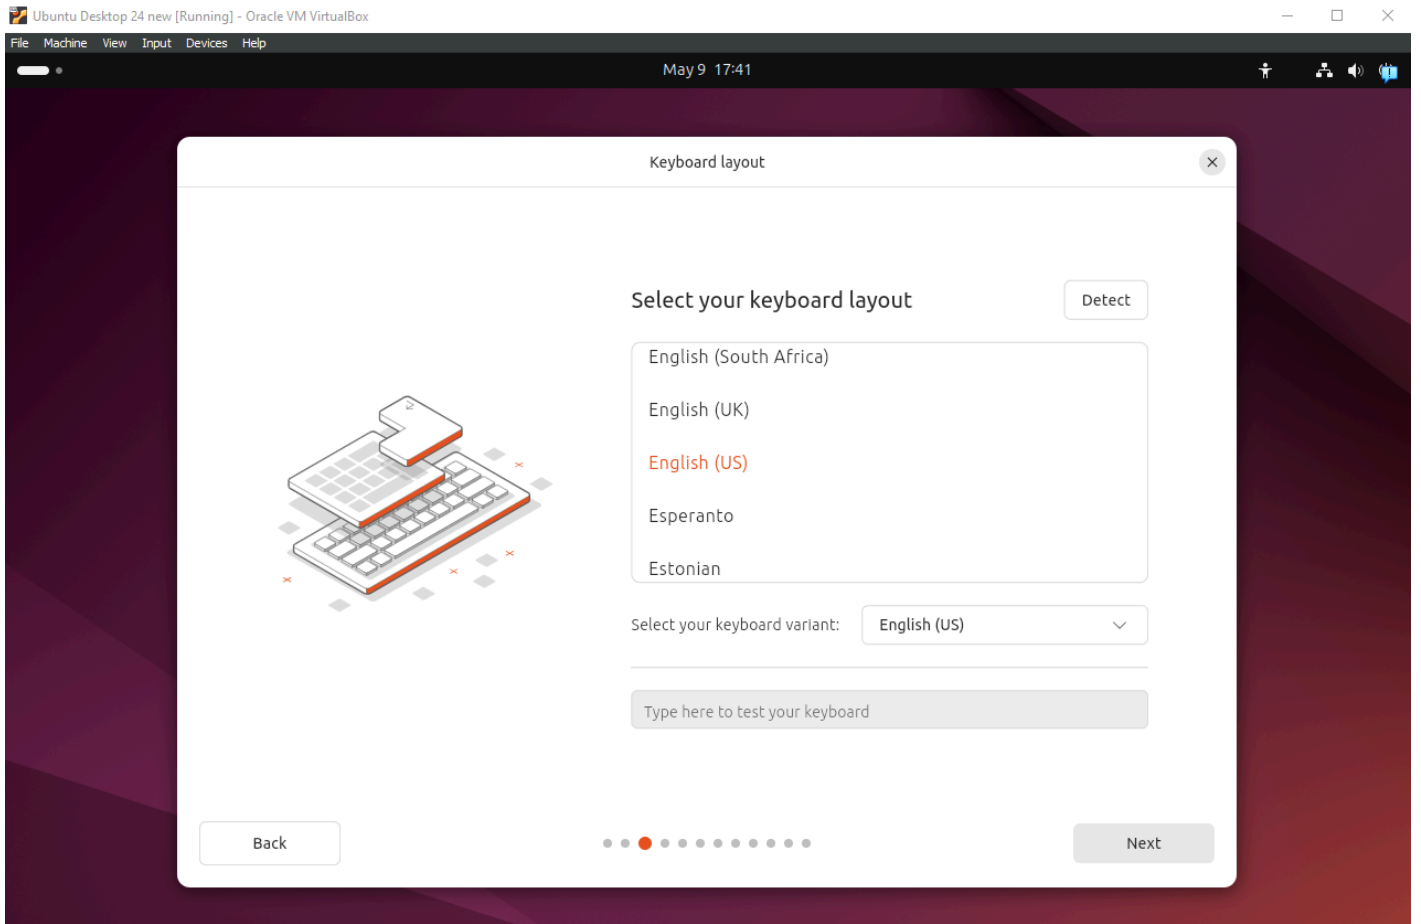 Ubuntu Desktop 24 new [Running] - Oracle VM VirtualBox
File Machine View Input Devices Help
May 9 17:41
Keyboard layout
Select your keyboard layout
Detect
English (South Africa)
English (UK)
English (US)
Esperanto
Estonian
Select your keyboard variant: English (US)
Type here to test your keyboard
Back
Next